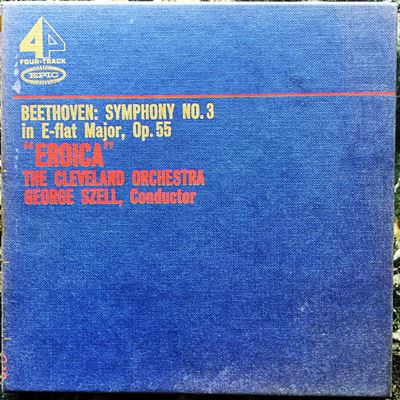 4
FOUR-TRACK
EPIC
BEETHOVEN: SYMPHONY NO. 3
in E-flat Major, Op. 55
"EROICA"
THE CLEVELAND ORCHESTRA
GEORGE SZELL, Conductor